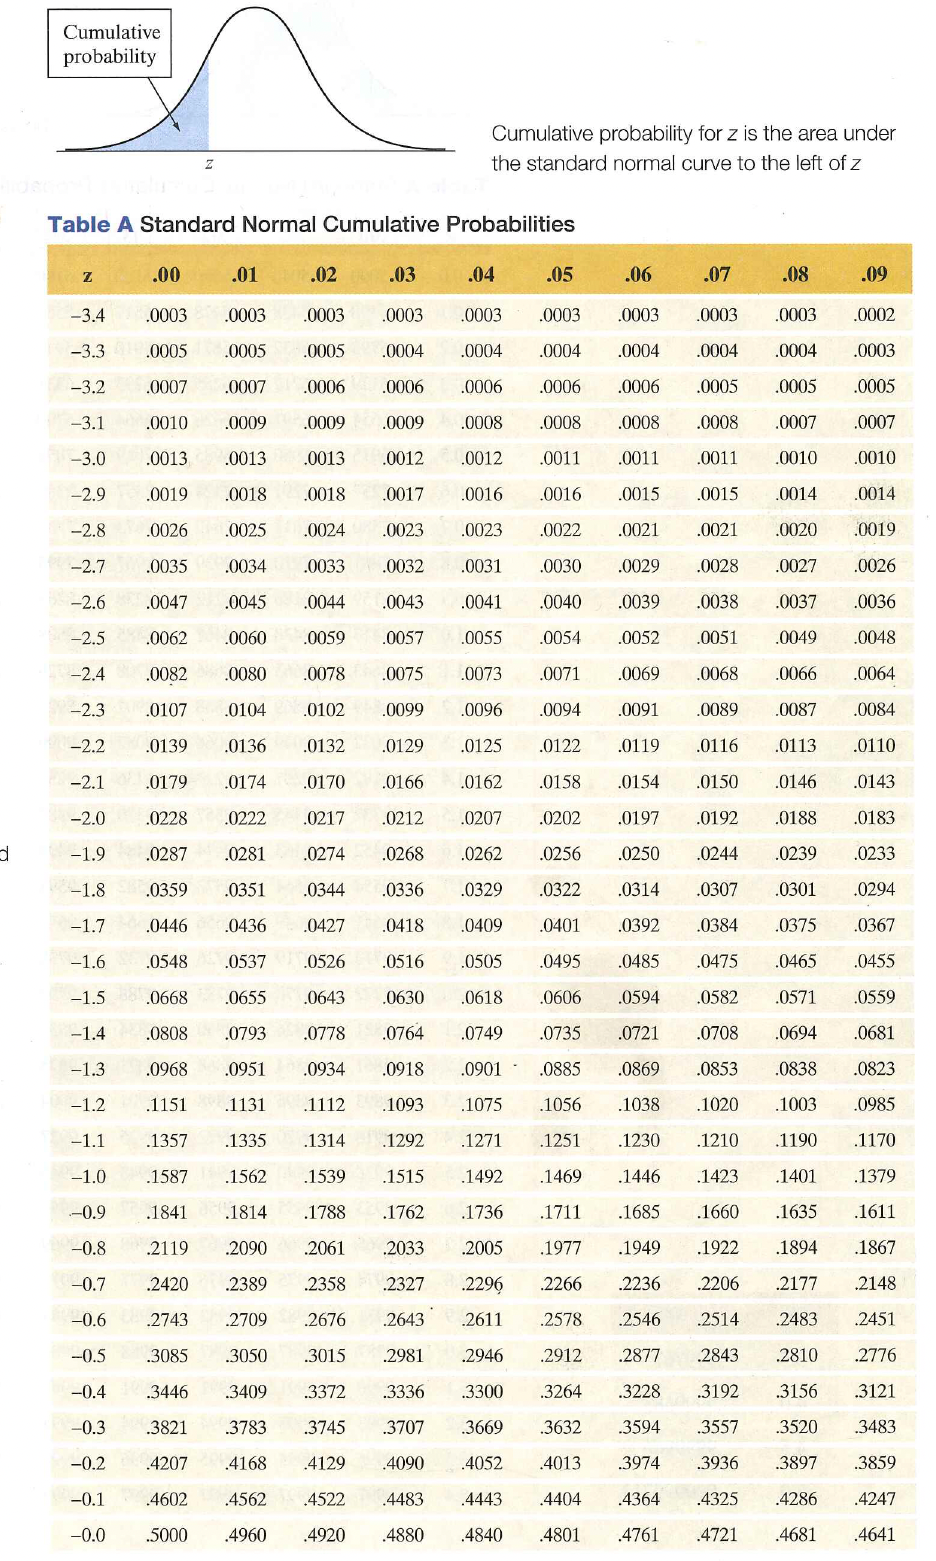 Cumulative
probability
z
Cumulative probability for z is the area under
the standard normal curve to the left of z
Table A Standard Normal Cumulative Probabilities
z .00 .01 .02 .03 .04 .05 .06 .07 .08 .09
−3.4 .0003 .0003 .0003 .0003 .0003 .0003 .0003 .0003 .0003 .0002
−3.3 .0005 .0005 .0005 .0004 .0004 .0004 .0004 .0004 .0004 .0003
−3.2 .0007 .0007 .0006 .0006 .0006 .0006 .0006 .0005 .0005 .0005
−3.1 .0010 .0009 .0009 .0009 .0008 .0008 .0008 .0008 .0007 .0007
−3.0 .0013 .0013 .0013 .0012 .0012 .0011 .0011 .0011 .0010 .0010
−2.9 .0019 .0018 .0018 .0017 .0016 .0016 .0015 .0015 .0014 .0014
−2.8 .0026 .0025 .0024 .0023 .0023 .0022 .0021 .0021 .0020 .0019
−2.7 .0035 .0034 .0033 .0032 .0031 .0030 .0029 .0028 .0027 .0026
−2.6 .0047 .0045 .0044 .0043 .0041 .0040 .0039 .0038 .0037 .0036
−2.5 .0062 .0060 .0059 .0057 .0055 .0054 .0052 .0051 .0049 .0048
−2.4 .0082 .0080 .0078 .0075 .0073 .0071 .0069 .0068 .0066 .0064
−2.3 .0107 .0104 .0102 .0099 .0096 .0094 .0091 .0089 .0087 .0084
−2.2 .0139 .0136 .0132 .0129 .0125 .0122 .0119 .0116 .0113 .0110
−2.1 .0179 .0174 .0170 .0166 .0162 .0158 .0154 .0150 .0146 .0143
−2.0 .0228 .0222 .0217 .0212 .0207 .0202 .0197 .0192 .0188 .0183
d −1.9 .0287 .0281 .0274 .0268 .0262 .0256 .0250 .0244 .0239 .0233
−1.8 .0359 .0351 .0344 .0336 .0329 .0322 .0314 .0307 .0301 .0294
−1.7 .0446 .0436 .0427 .0418 .0409 .0401 .0392 .0384 .0375 .0367
−1.6 .0548 .0537 .0526 .0516 .0505 .0495 .0485 .0475 .0465 .0455
−1.5 .0668 .0655 .0643 .0630 .0618 .0606 .0594 .0582 .0571 .0559
−1.4 .0808 .0793 .0778 .0764 .0749 .0735 .0721 .0708 .0694 .0681
−1.3 .0968 .0951 .0934 .0918 .0901 .0885 .0869 .0853 .0838 .0823
−1.2 .1151 .1131 .1112 .1093 .1075 .1056 .1038 .1020 .1003 .0985
−1.1 .1357 .1335 .1314 .1292 .1271 .1251 .1230 .1210 .1190 .1170
−1.0 .1587 .1562 .1539 .1515 .1492 .1469 .1446 .1423 .1401 .1379
−0.9 .1841 .1814 .1788 .1762 .1736 .1711 .1685 .1660 .1635 .1611
−0.8 .2119 .2090 .2061 .2033 .2005 .1977 .1949 .1922 .1894 .1867
−0.7 .2420 .2389 .2358 .2327 .2296 .2266 .2236 .2206 .2177 .2148
−0.6 .2743 .2709 .2676 .2643 .2611 .2578 .2546 .2514 .2483 .2451
−0.5 .3085 .3050 .3015 .2981 .2946 .2912 .2877 .2843 .2810 .2776
−0.4 .3446 .3409 .3372 .3336 .3300 .3264 .3228 .3192 .3156 .3121
−0.3 .3821 .3783 .3745 .3707 .3669 .3632 .3594 .3557 .3520 .3483
−0.2 .4207 .4168 .4129 .4090 .4052 .4013 .3974 .3936 .3897 .3859
−0.1 .4602 .4562 .4522 .4483 .4443 .4404 .4364 .4325 .4286 .4247
−0.0 .5000 .4960 .4920 .4880 .4840 .4801 .4761 .4721 .4681 .4641